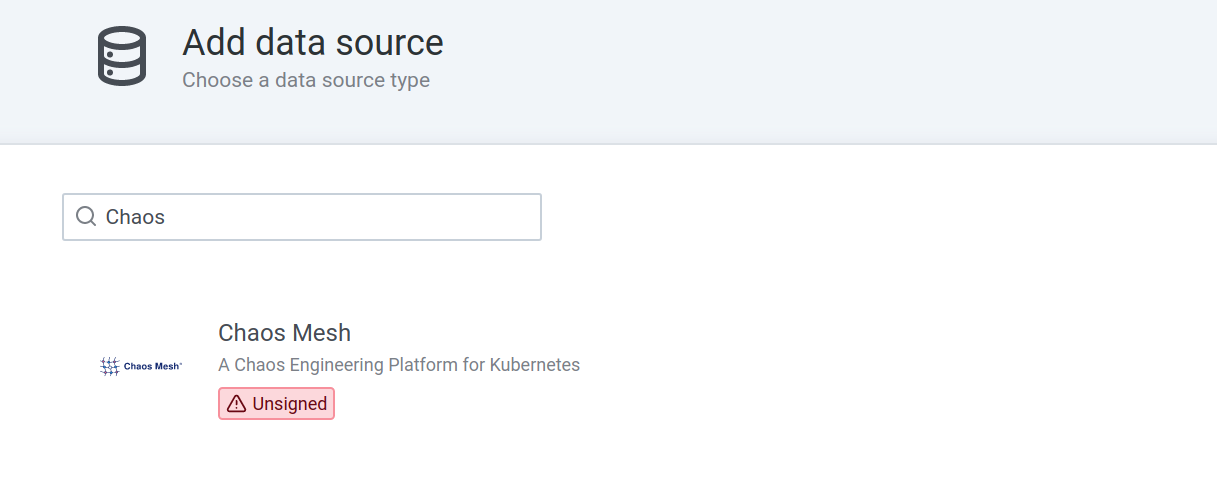 Add data source
Choose a data source type
Chaos
Chaos Mesh
Chaos Mesh
A Chaos Engineering Platform for Kubernetes
Unsigned